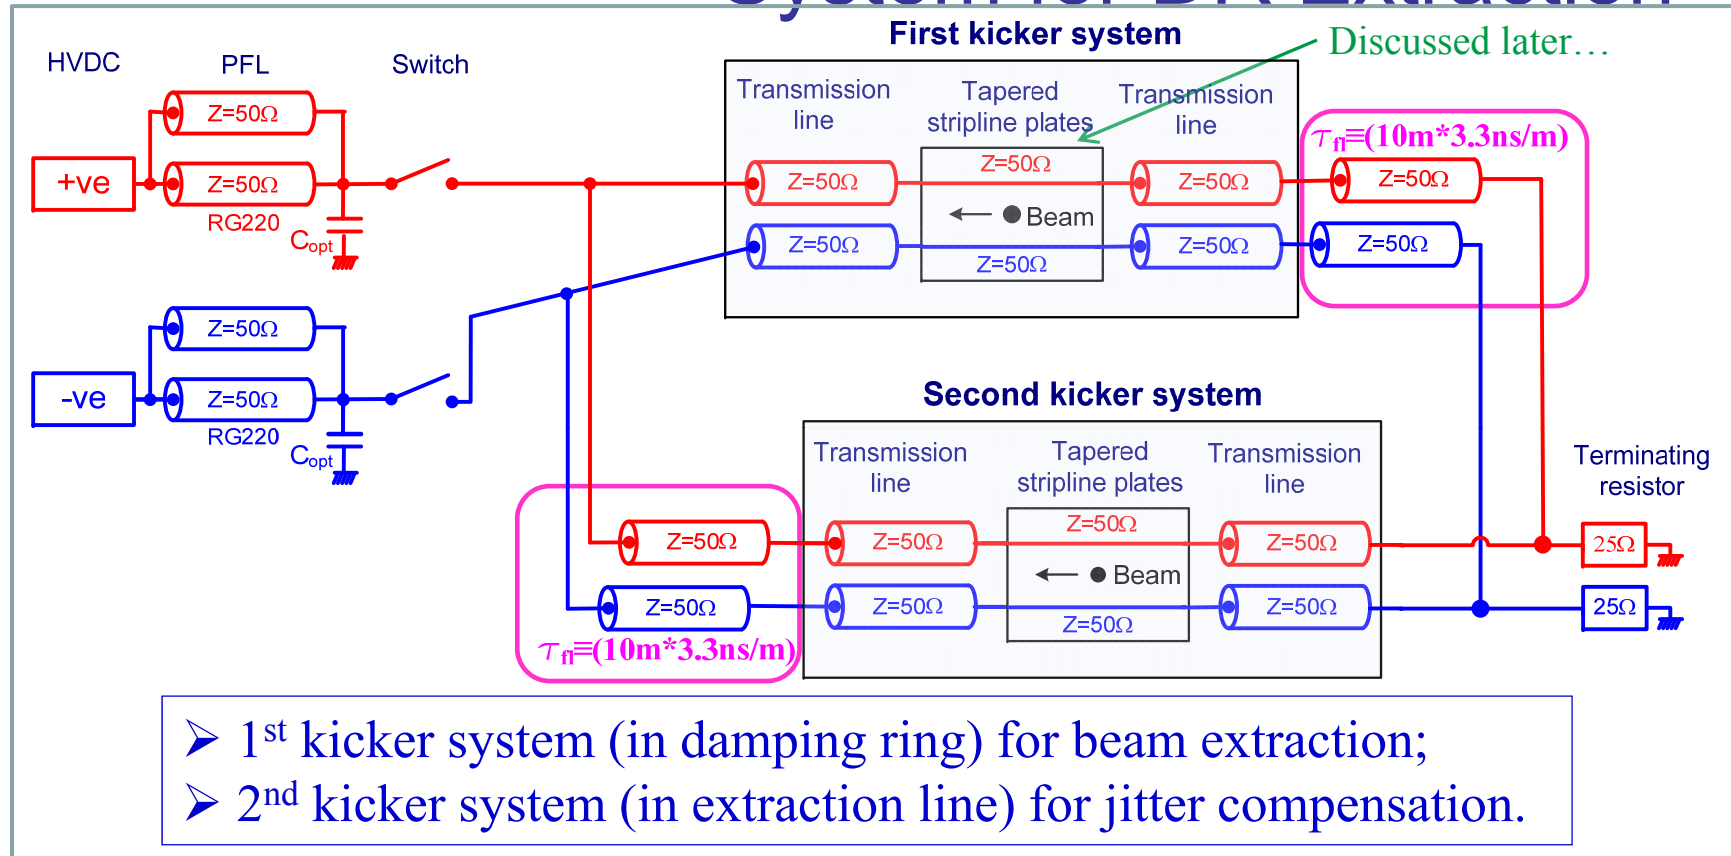 System for DR Extraction
First kicker system
Discussed later…
HVDC
PFL
Switch
Transmission line
Tapered stripline plates
Transmission line
Z=50Ω
Z=50Ω
RG220
+ve
Copt
Z=50Ω
Z=50Ω
Z=50Ω
Beam
Z=50Ω
Z=50Ω
Z=50Ω
τfl≡(10m*3.3ns/m)
Z=50Ω
Z=50Ω
-ve
Z=50Ω
Z=50Ω
RG220
Copt
Second kicker system
Transmission line
Tapered stripline plates
Transmission line
Terminating resistor
Z=50Ω
Z=50Ω
τfl≡(10m*3.3ns/m)
Z=50Ω
Z=50Ω
Z=50Ω
Beam
Z=50Ω
Z=50Ω
Z=50Ω
25Ω
25Ω
➢ 1st kicker system (in damping ring) for beam extraction;
➢ 2nd kicker system (in extraction line) for jitter compensation.